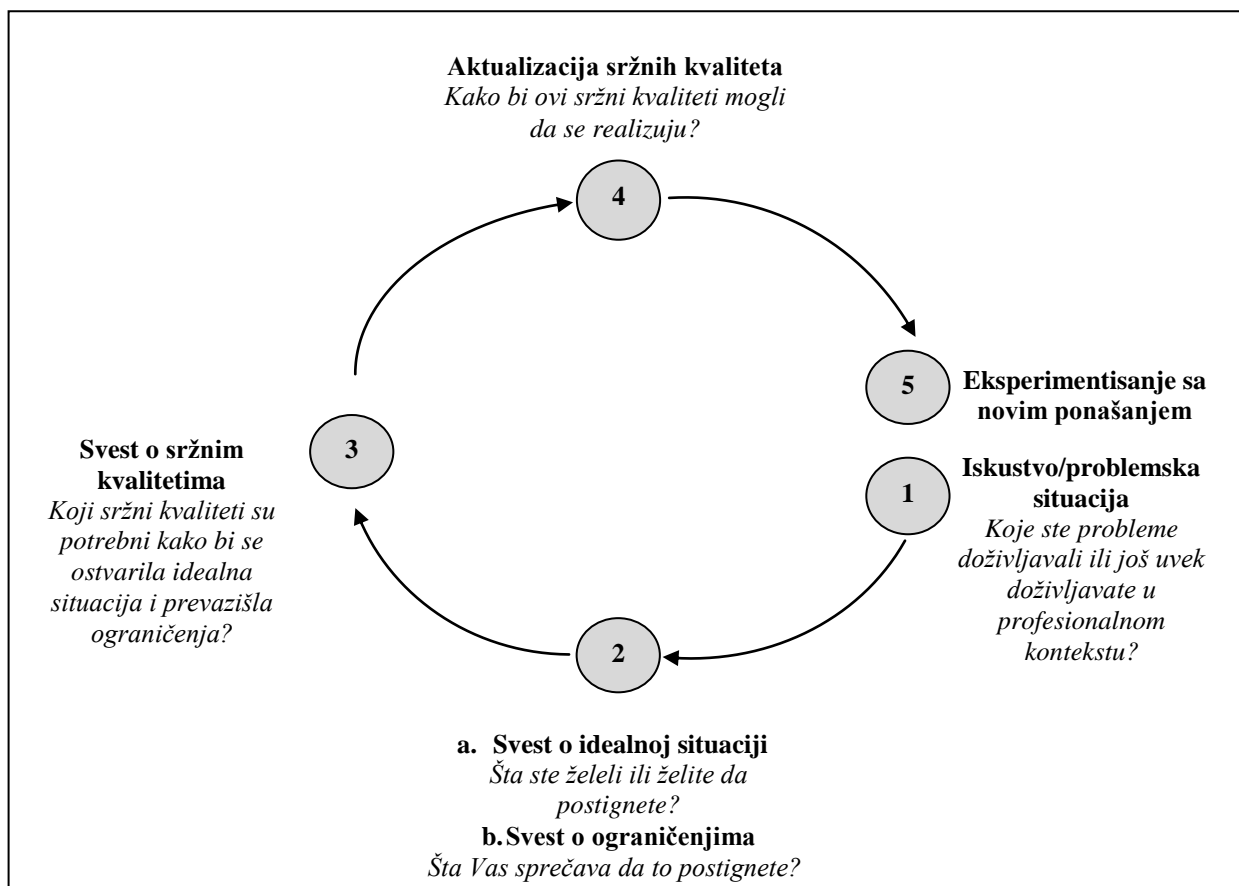 Aktualizacija sržnih kvaliteta
Kako bi ovi sržni kvaliteti mogli
da se realizuju?
4
5
Eksperimentisanje sa
novim ponašanjem
3
Svest o sržnim
kvalitetima
Koji sržni kvaliteti su
potrebni kako bi se
ostvarila idealna
situacija i prevazišla
ograničenja?
1
Iskustvo/problemska
situacija
Koje ste probleme
doživljavali ili još uvek
doživljavate u
profesionalnom
kontekstu?
2
a. Svest o idealnoj situaciji
Šta ste želeli ili želite da
postignete?
b. Svest o ograničenjima
Šta Vas sprečava da to postignete?